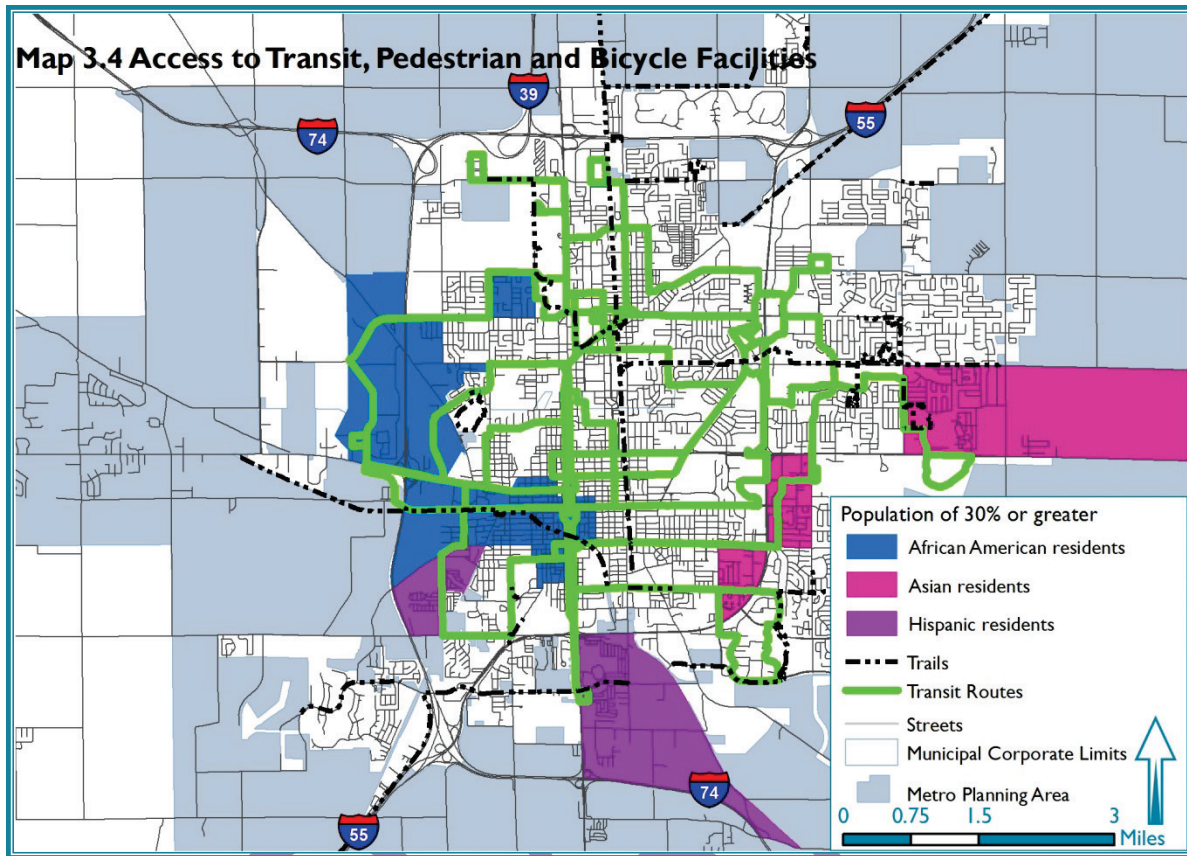 Map 3.4 Access to Transit, Pedestrian and Bicycle Facilities
39
74
55
Population of 30% or greater
African American residents
Asian residents
Hispanic residents
Trails
Transit Routes
Streets
Municipal Corporate Limits
Metro Planning Area
0 0.75 1.5 3
Miles
74
55